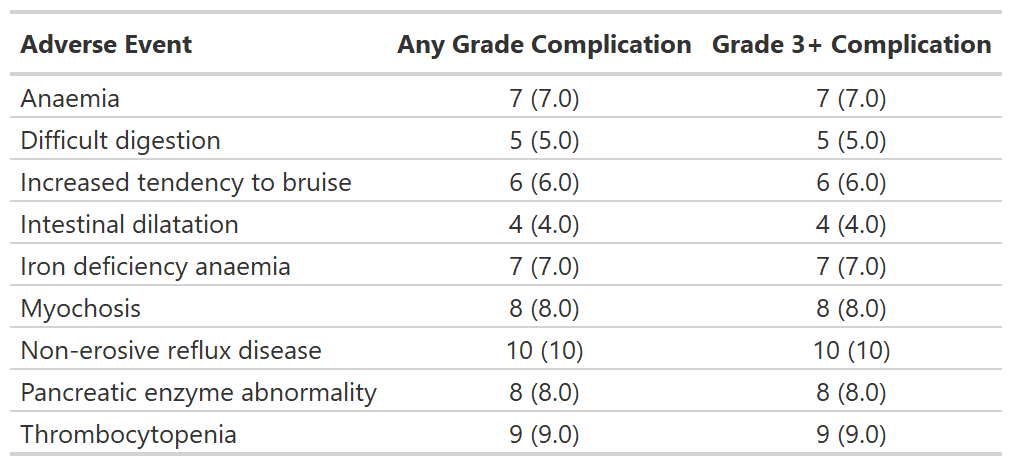 Adverse Event Any Grade Complication Grade 3+ Complication
Anaemia 7 (7.0) 7 (7.0)
Difficult digestion 5 (5.0) 5 (5.0)
Increased tendency to bruise 6 (6.0) 6 (6.0)
Intestinal dilatation 4 (4.0) 4 (4.0)
Iron deficiency anaemia 7 (7.0) 7 (7.0)
Myochosis 8 (8.0) 8 (8.0)
Non-erosive reflux disease 10 (10) 10 (10)
Pancreatic enzyme abnormality 8 (8.0) 8 (8.0)
Thrombocytopenia 9 (9.0) 9 (9.0)